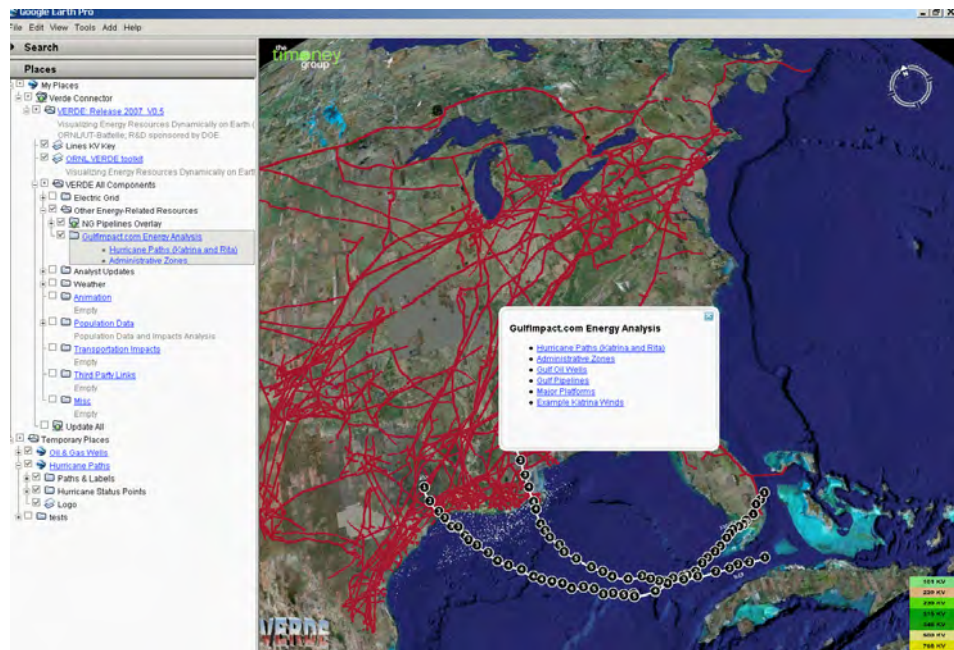 Google Earth Pro
File Edit View Tools Add Help
Search
Places
My Places
Verde Connector
VERDE: Release 2007_V0.5
Visualizing Energy Resources Dynamically on Earth (
ORNL/UT-Battelle; R&D sponsored by DOE.
Lines KV Key
ORNL VERDE toolkit
Visualizing Energy Resources Dynamically on Eart
VERDE All Components
Electric Grid
Other Energy-Related Resources
NG Pipelines Overlay
GulfImpact.com Energy Analysis
Hurricane Paths (Katrina and Rita)
Administrative Zones
Analyst Updates
Weather
Animation
Empty
Population Data
Population Data and Impacts Analysis
Transportation Impacts
Empty
Third Party Links
Empty
Misc
Empty
Update All
Temporary Places
Oil & Gas Wells
Hurricane Paths
Paths & Labels
Hurricane Status Points
Logo
tests
the
timoney
group
N
GulfImpact.com Energy Analysis
Hurricane Paths (Katrina and Rita)
Administrative Zones
Gulf Oil Wells
Gulf Pipelines
Major Platforms
Example Katrina Winds
VERDE